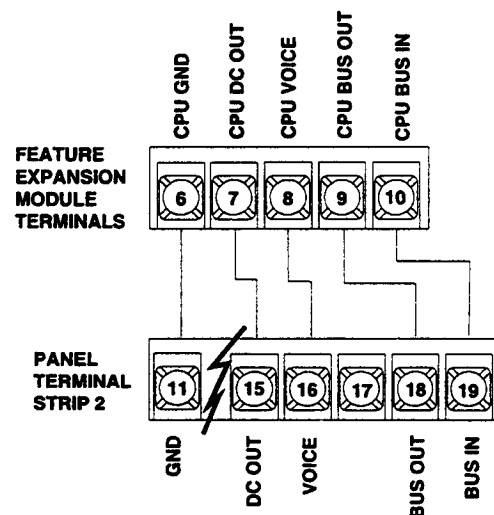 CPU GND
CPU DC OUT
CPU VOICE
CPU BUS OUT
CPU BUS IN
FEATURE
EXPANSION
MODULE
TERMINALS
6 7 8 9 10
PANEL
TERMINAL
STRIP 2
11 15 16 17 18 19
GND
DC OUT
VOICE
BUS OUT
BUS IN